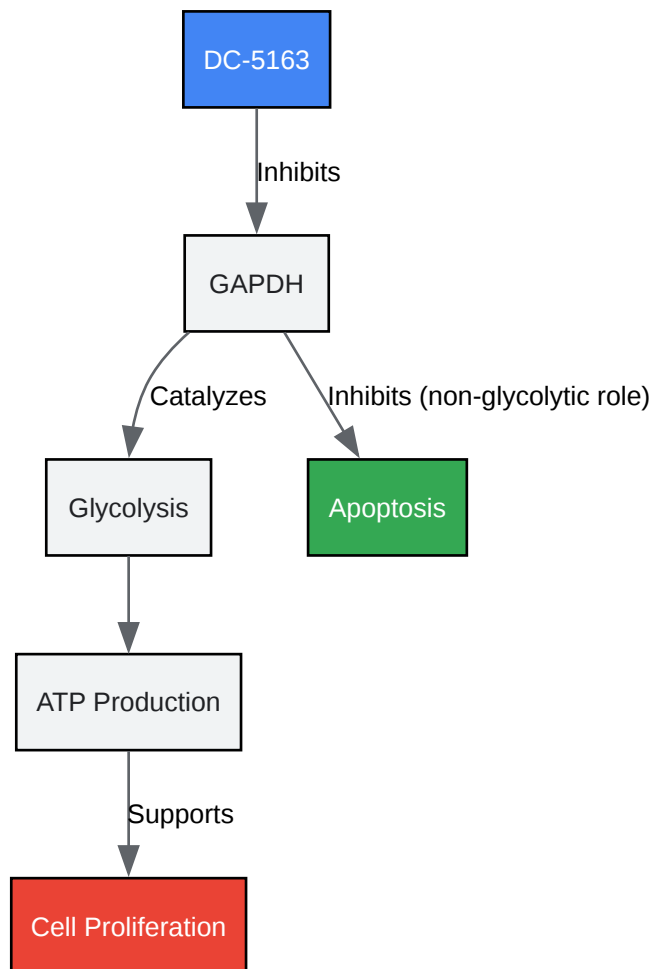 DC-5163
Inhibits
GAPDH
Catalyzes
Inhibits (non-glycolytic role)
Glycolysis
Apoptosis
ATP Production
Supports
Cell Proliferation